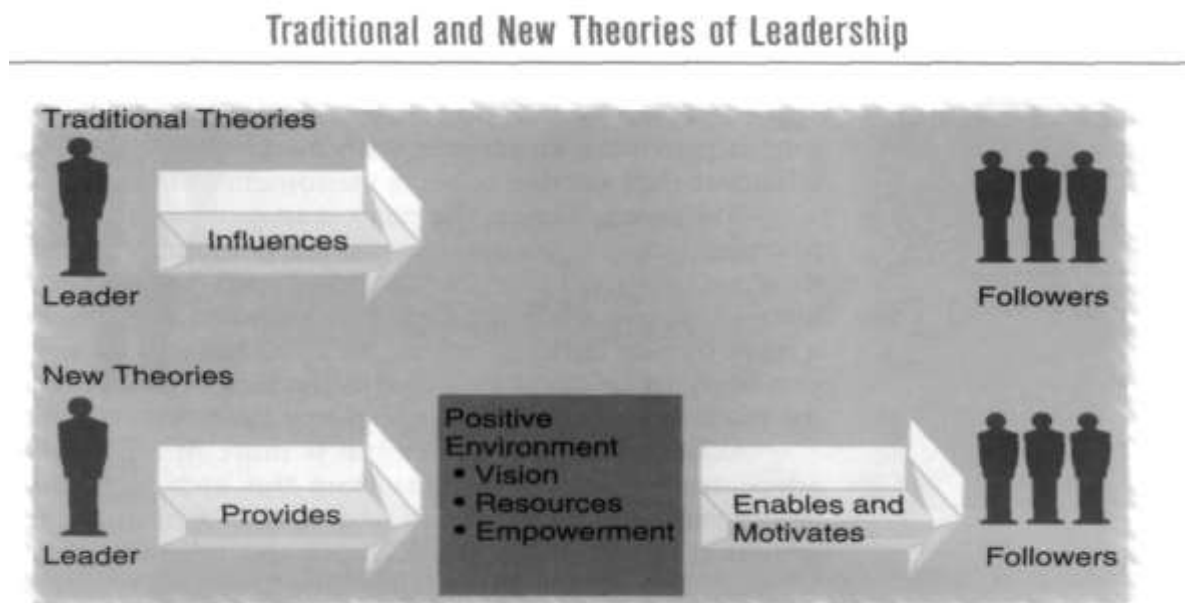 Traditional and New Theories of Leadership
Traditional Theories
Influences
Leader
Followers
New Theories
Positive
Environment
• Vision
• Resources
• Empowerment
Provides
Enables and
Motivates
Leader
Followers